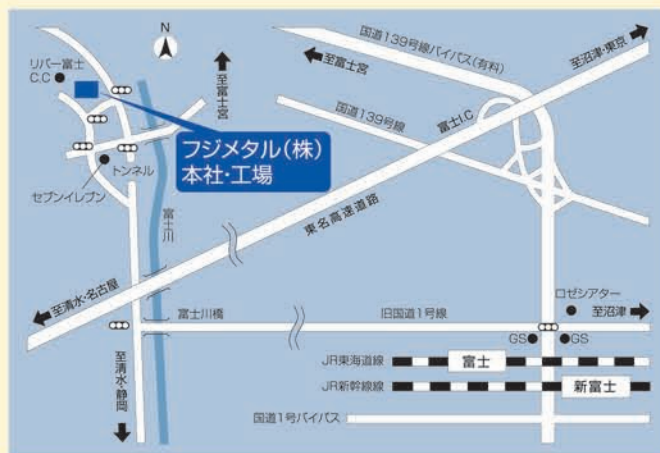 N
国道139号線バイパス(有料)
至沼津・東京
至富士宮
至富士宮
リバー富士
C.C
国道139号線
富士I.C
フジメタル(株)
本社・工場
トンネル
セブンイレブン
富士川
東名高速道路
至清水・名古屋
富士川橋
旧国道1号線
ロゼシアター
至沼津
GS
GS
JR東海道線
富士
JR新幹線線
新富士
至清水・静岡
国道1号バイパス